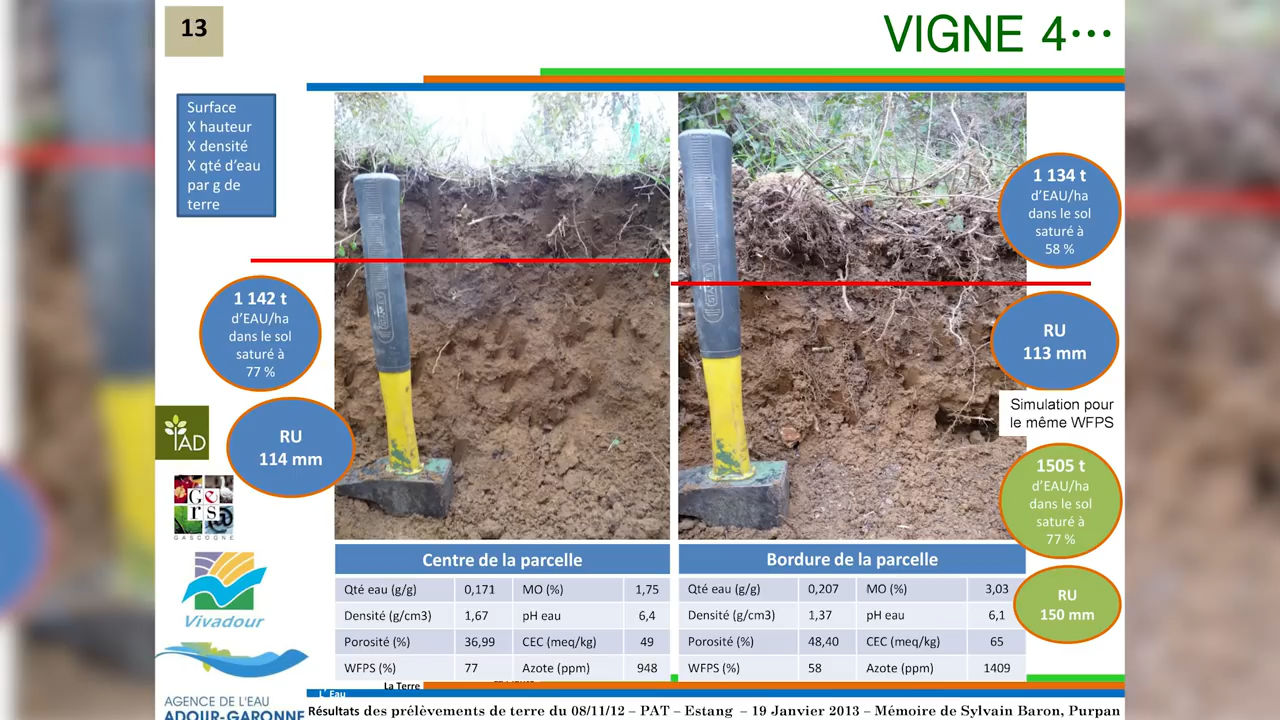 13
VIGNE 4…
Surface
X hauteur
X densité
X qté d'eau
par g de
terre
1 142 t
d'EAU/ha
dans le sol
saturé à
77 %
RU
114 mm
1 134 t
d'EAU/ha
dans le sol
saturé à
58 %
RU
113 mm
Simulation pour
le même WFPS
1505 t
d'EAU/ha
dans le sol
saturé à
77 %
RU
150 mm
IAD
Gers
GASCOGNE
Vivadour
AGENCE DE L'EAU
ADOUR-GARONNE
STANLEY
Centre de la parcelle
Qté eau (g/g) 0,171 MO (%) 1,75
Densité (g/cm3) 1,67 pH eau 6,4
Porosité (%) 36,99 CEC (meq/kg) 49
WFPS (%) 77 Azote (ppm) 948
Bordure de la parcelle
Qté eau (g/g) 0,207 MO (%) 3,03
Densité (g/cm3) 1,37 pH eau 6,1
Porosité (%) 48,40 CEC (meq/kg) 65
WFPS (%) 58 Azote (ppm) 1409
La Terre
L' Eau
Résultats des prélèvements de terre du 08/11/12 – PAT – Estang – 19 Janvier 2013 – Mémoire de Sylvain Baron, Purpan